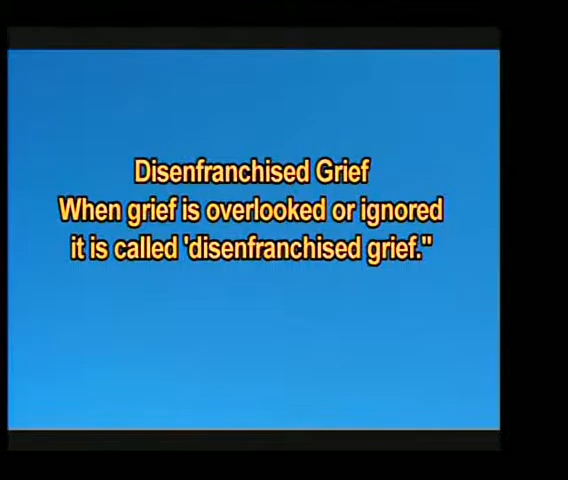 Disenfranchised Grief
When grief is overlooked or ignored
it is called 'disenfranchised grief."